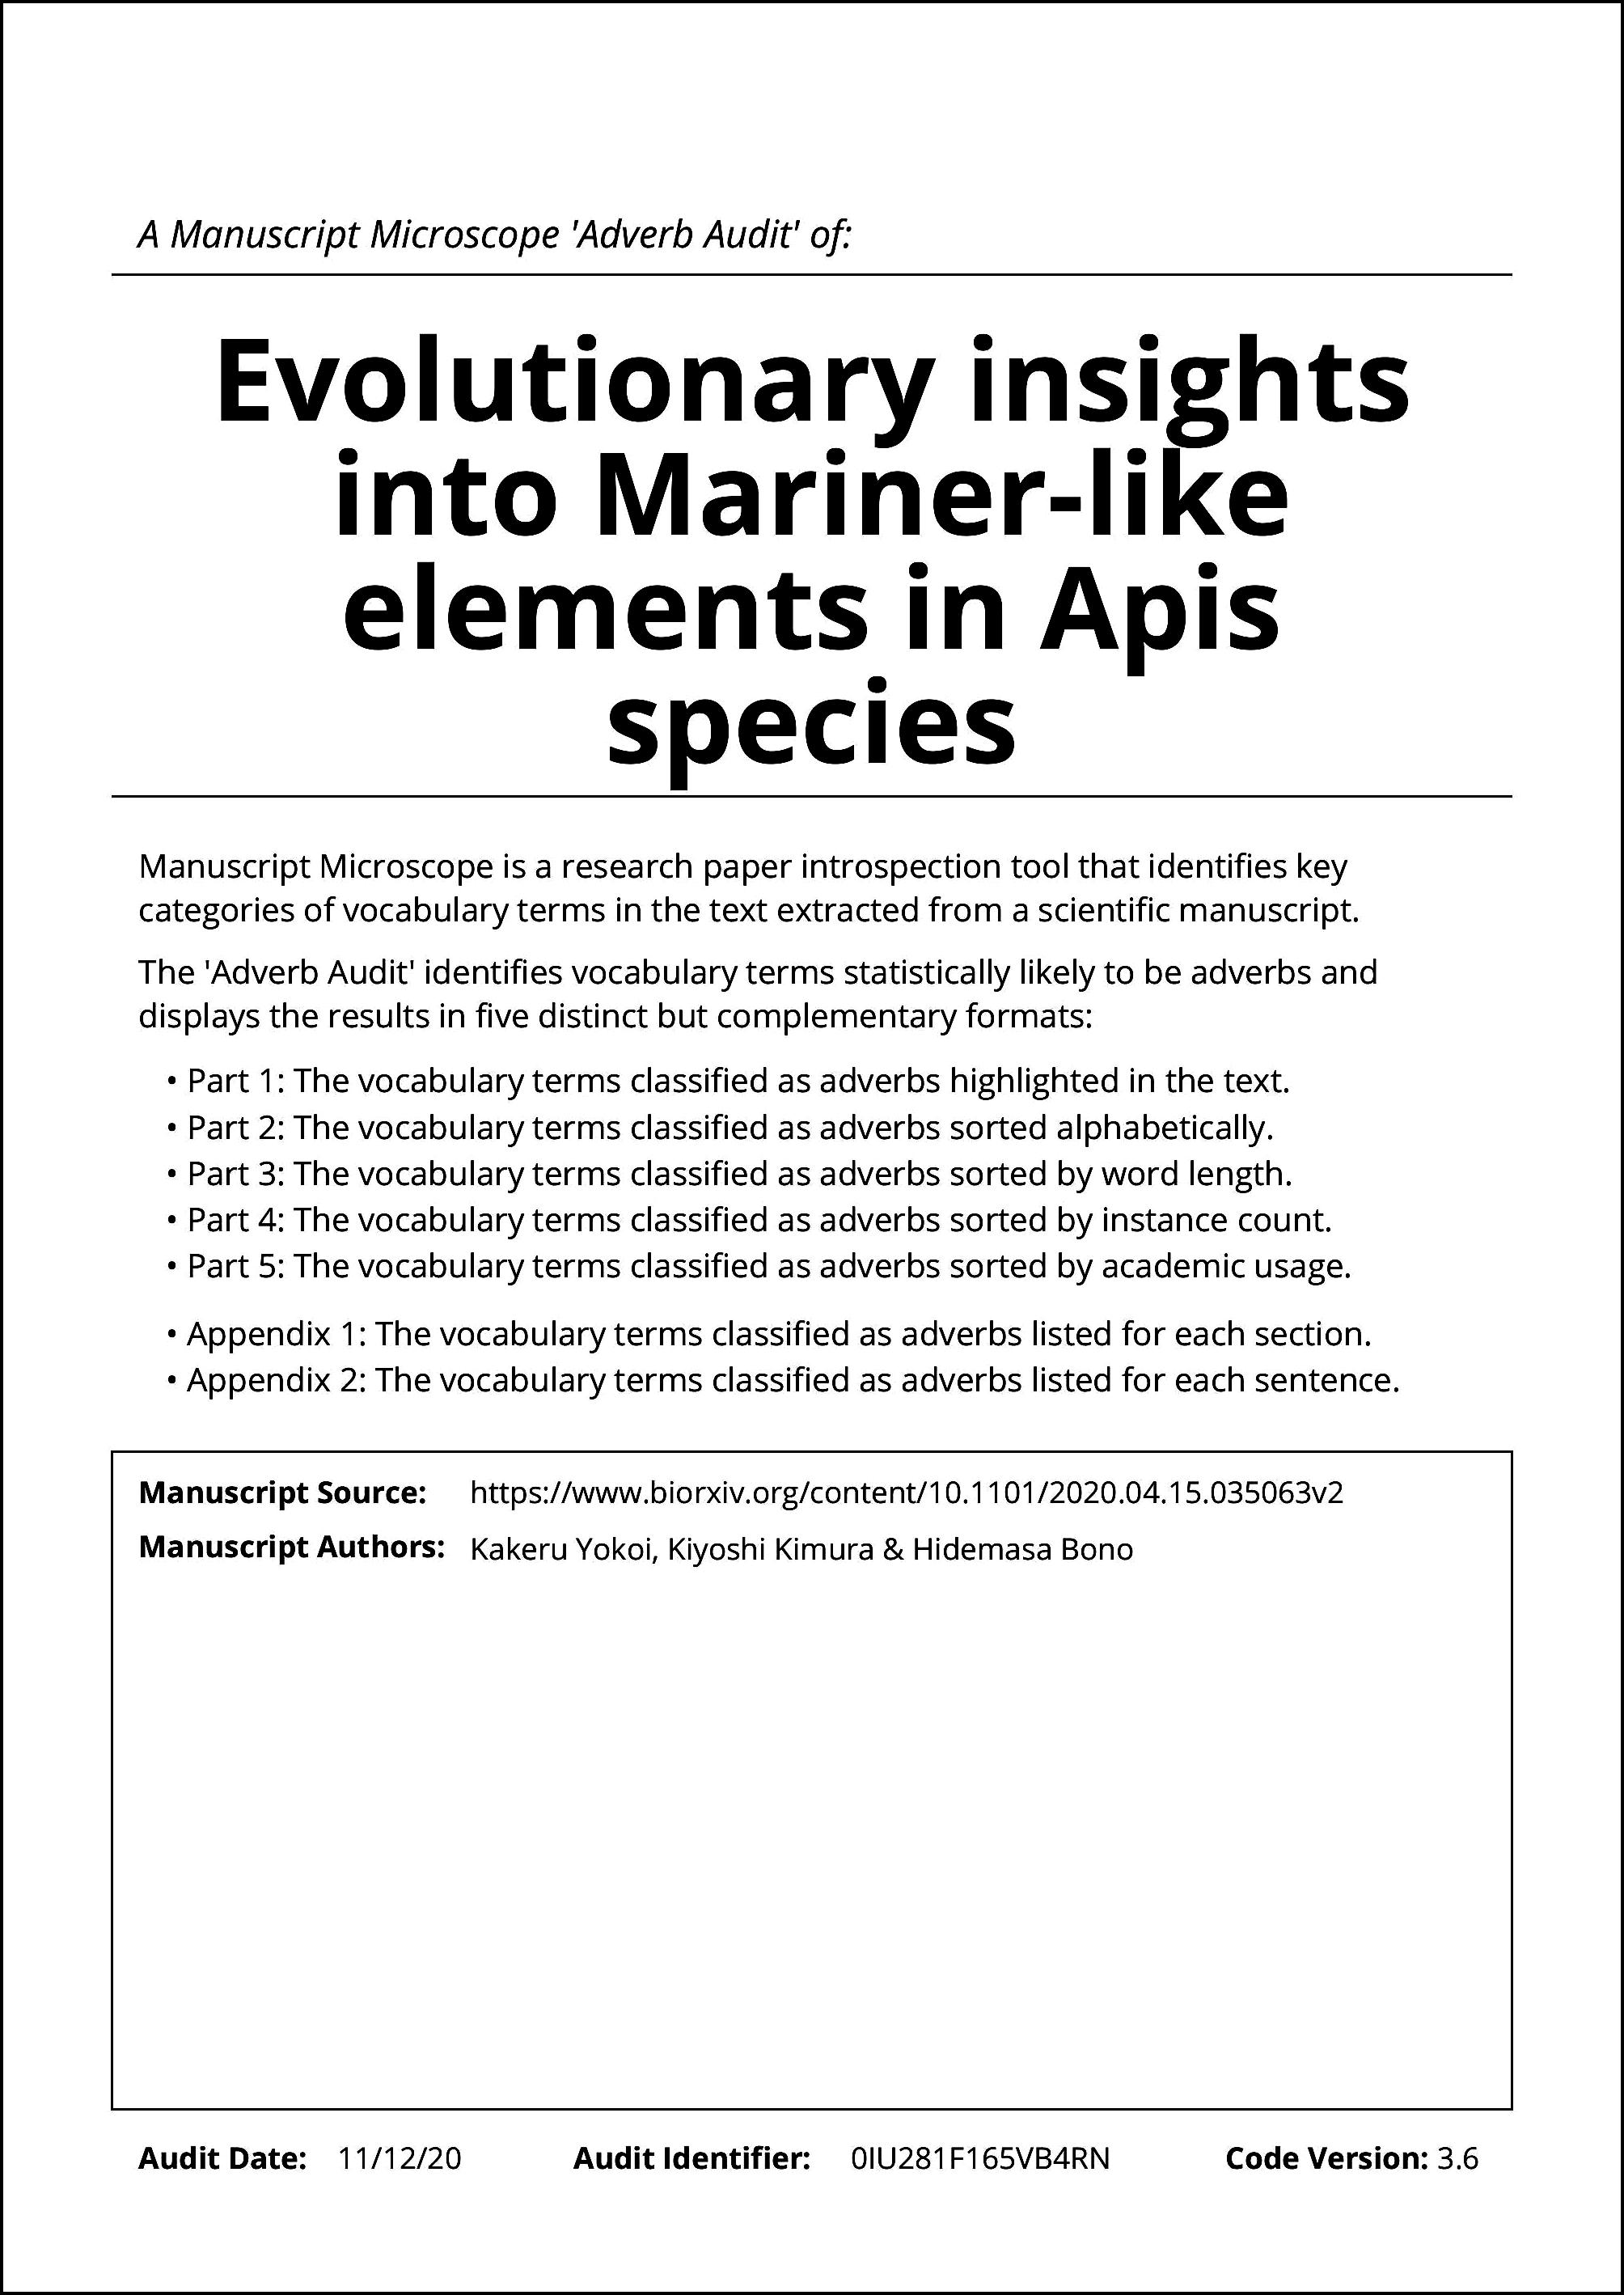 A Manuscript Microscope 'Adverb Audit' of:
Evolutionary insights
into Mariner-like
elements in Apis
species
Manuscript Microscope is a research paper introspection tool that identifies key
categories of vocabulary terms in the text extracted from a scientific manuscript.
The 'Adverb Audit' identifies vocabulary terms statistically likely to be adverbs and
displays the results in five distinct but complementary formats:
• Part 1: The vocabulary terms classified as adverbs highlighted in the text.
• Part 2: The vocabulary terms classified as adverbs sorted alphabetically.
• Part 3: The vocabulary terms classified as adverbs sorted by word length.
• Part 4: The vocabulary terms classified as adverbs sorted by instance count.
• Part 5: The vocabulary terms classified as adverbs sorted by academic usage.
• Appendix 1: The vocabulary terms classified as adverbs listed for each section.
• Appendix 2: The vocabulary terms classified as adverbs listed for each sentence.
Manuscript Source: https://www.biorxiv.org/content/10.1101/2020.04.15.035063v2
Manuscript Authors: Kakeru Yokoi, Kiyoshi Kimura & Hidemasa Bono
Audit Date: 11/12/20 Audit Identifier: 0IU281F165VB4RN Code Version: 3.6